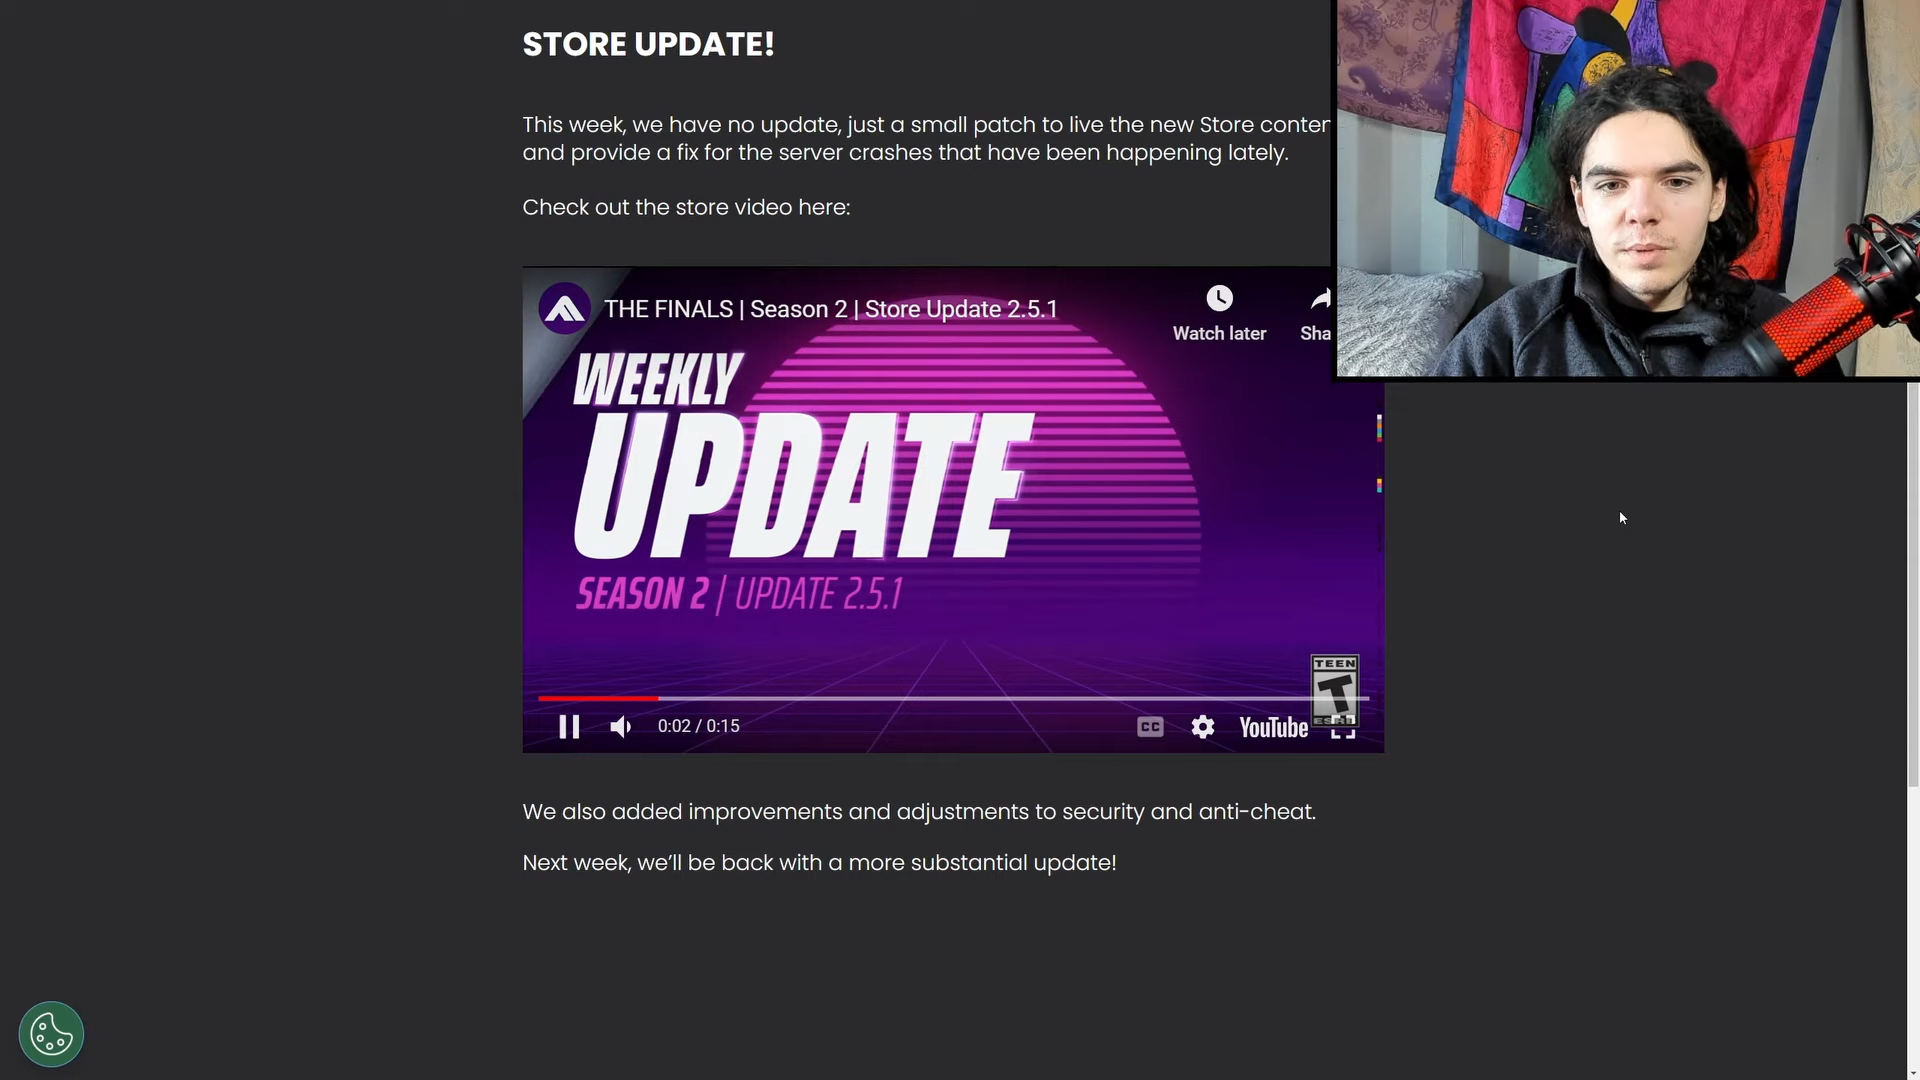 STORE UPDATE!
This week, we have no update, just a small patch to live the new Store conten
and provide a fix for the server crashes that have been happening lately.
Check out the store video here:
THE FINALS | Season 2 | Store Update 2.5.1
Watch later
Sha
WEEKLY
UPDATE
SEASON 2 | UPDATE 2.5.1
TEEN
T
ESRB
0:02 / 0:15
CC
YouTube
We also added improvements and adjustments to security and anti-cheat.
Next week, we’ll be back with a more substantial update!